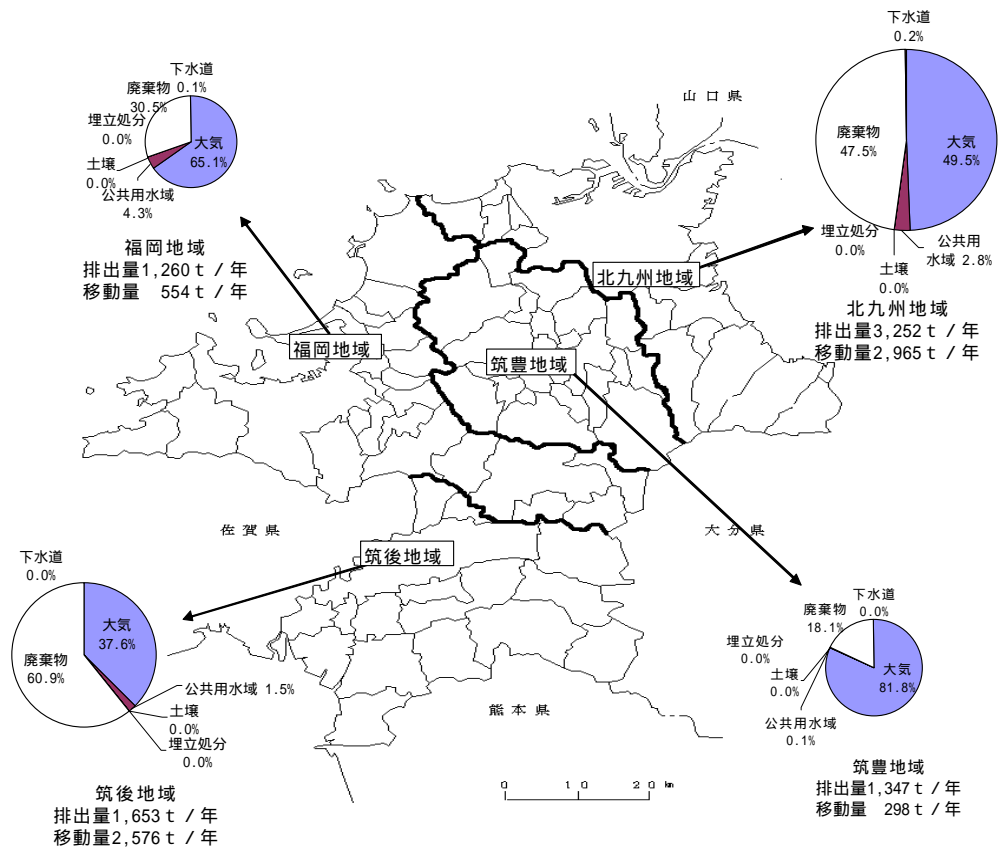 下水道
0.1%
廃棄物
30.5%
埋立処分
0.0%
土壌
0.0%
公共用水域
4.3%
大気
65.1%
福岡地域
排出量1,260ｔ/年
移動量 554ｔ/年
下水道
0.2%
廃棄物
47.5%
大気
49.5%
埋立処分
0.0%
土壌
0.0%
公共用
水域 2.8%
北九州地域
排出量3,252ｔ/年
移動量2,965ｔ/年
山口県
北九州地域
福岡地域
筑豊地域
佐賀県
大分県
筑後地域
熊本県
0 10 20 km
下水道
0.0%
大気
37.6%
廃棄物
60.9%
公共用水域 1.5%
土壌
0.0%
埋立処分
0.0%
筑後地域
排出量1,653ｔ/年
移動量2,576ｔ/年
下水道
0.0%
廃棄物
18.1%
埋立処分
0.0%
土壌
0.0%
大気
81.8%
公共用水域
0.1%
筑豊地域
排出量1,347ｔ/年
移動量 298ｔ/年